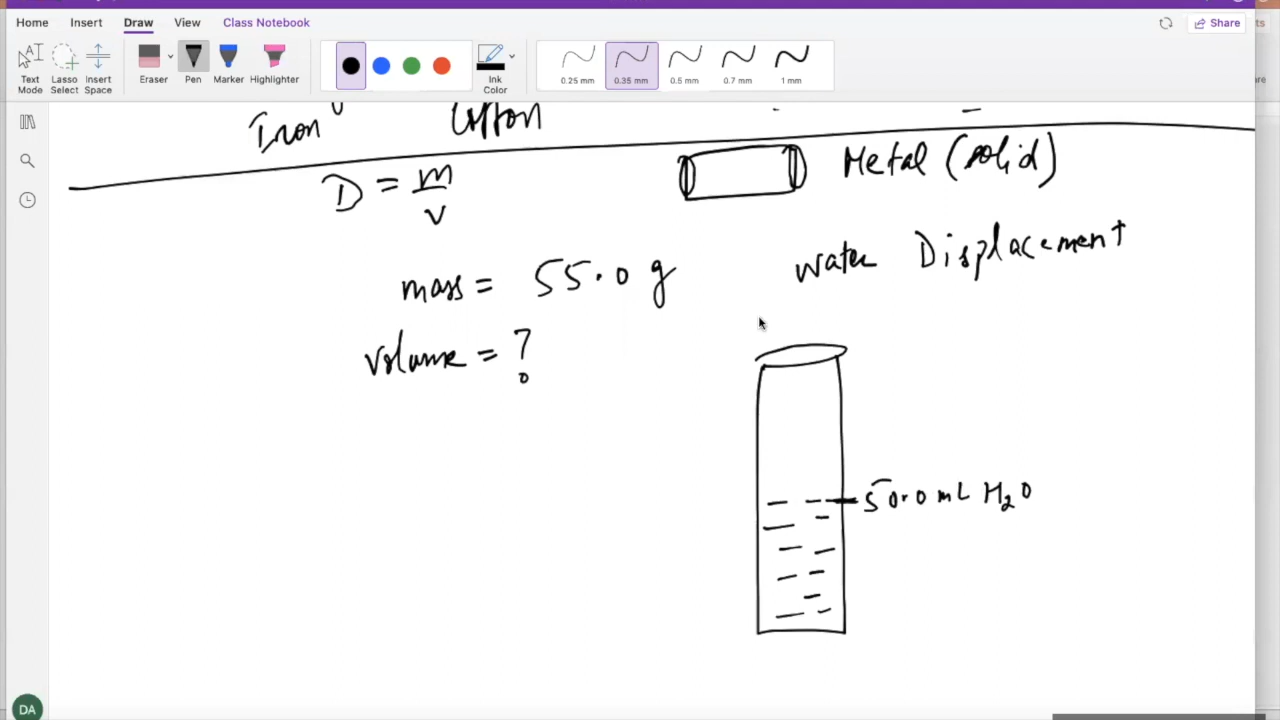 Home Insert Draw View Class Notebook
Share
Text Mode
Lasso Select
Insert Space
Eraser
Pen
Marker
Highlighter
Ink Color
0.25 mm
0.35 mm
0.5 mm
0.7 mm
1 mm
Iron Cotton
D = m/v
Metal (solid)
water Displacement
mass = 55.0 g
volume = ?
50.0 mL H₂O
DA